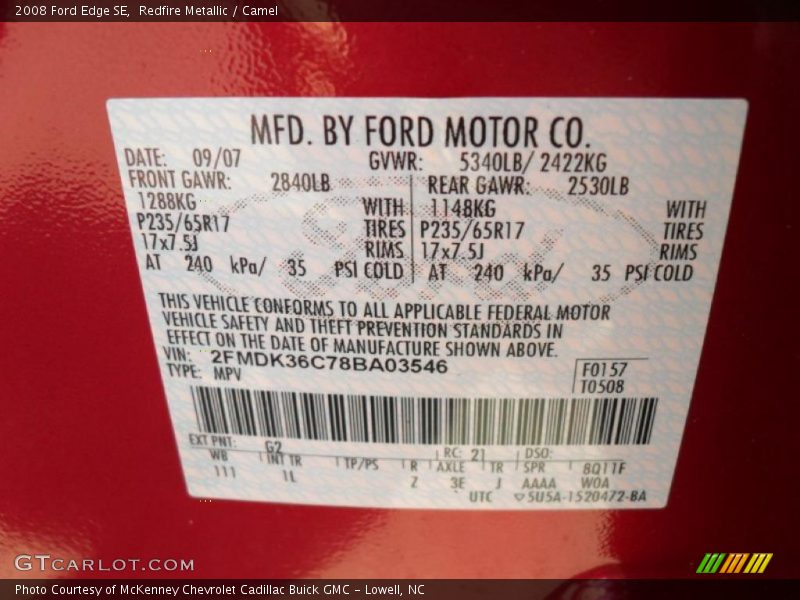 2008 Ford Edge SE,  Redfire Metallic / Camel
MFD. BY FORD MOTOR CO.
DATE: 09/07 GVWR: 5340LB/ 2422KG
FRONT GAWR: 2840LB REAR GAWR: 2530LB
1288KG WITH 1148KG WITH
P235/65R17 TIRES P235/65R17 TIRES
17x7.5J RIMS 17x7.5J RIMS
AT 240 kPa/ 35 PSI COLD AT 240 kPa/ 35 PSI COLD
THIS VEHICLE CONFORMS TO ALL APPLICABLE FEDERAL MOTOR
VEHICLE SAFETY AND THEFT PREVENTION STANDARDS IN
EFFECT ON THE DATE OF MANUFACTURE SHOWN ABOVE.
VIN: 2FMDK36C78BA03546 F0157
TYPE: MPV T0508
EXT PNT: G2 RC: 21 DSO:
WB INT TR TP/PS R AXLE TR SPR 8Q11F
111 1L Z 3E J AAAA W0A
UTC ▽5U5A-1520472-BA
GTCARLOT.COM
Photo Courtesy of McKenney Chevrolet Cadillac Buick GMC - Lowell, NC